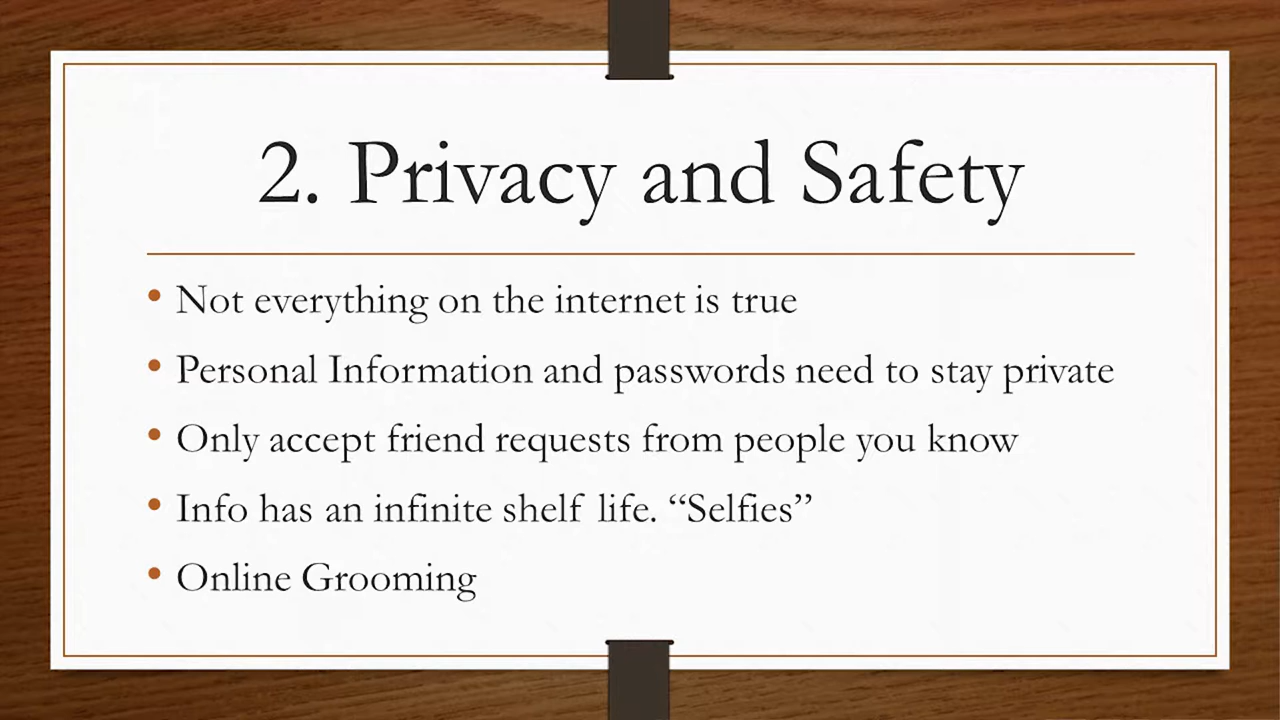 2. Privacy and Safety
• Not everything on the internet is true
• Personal Information and passwords need to stay private
• Only accept friend requests from people you know
• Info has an infinite shelf life. “Selfies”
• Online Grooming